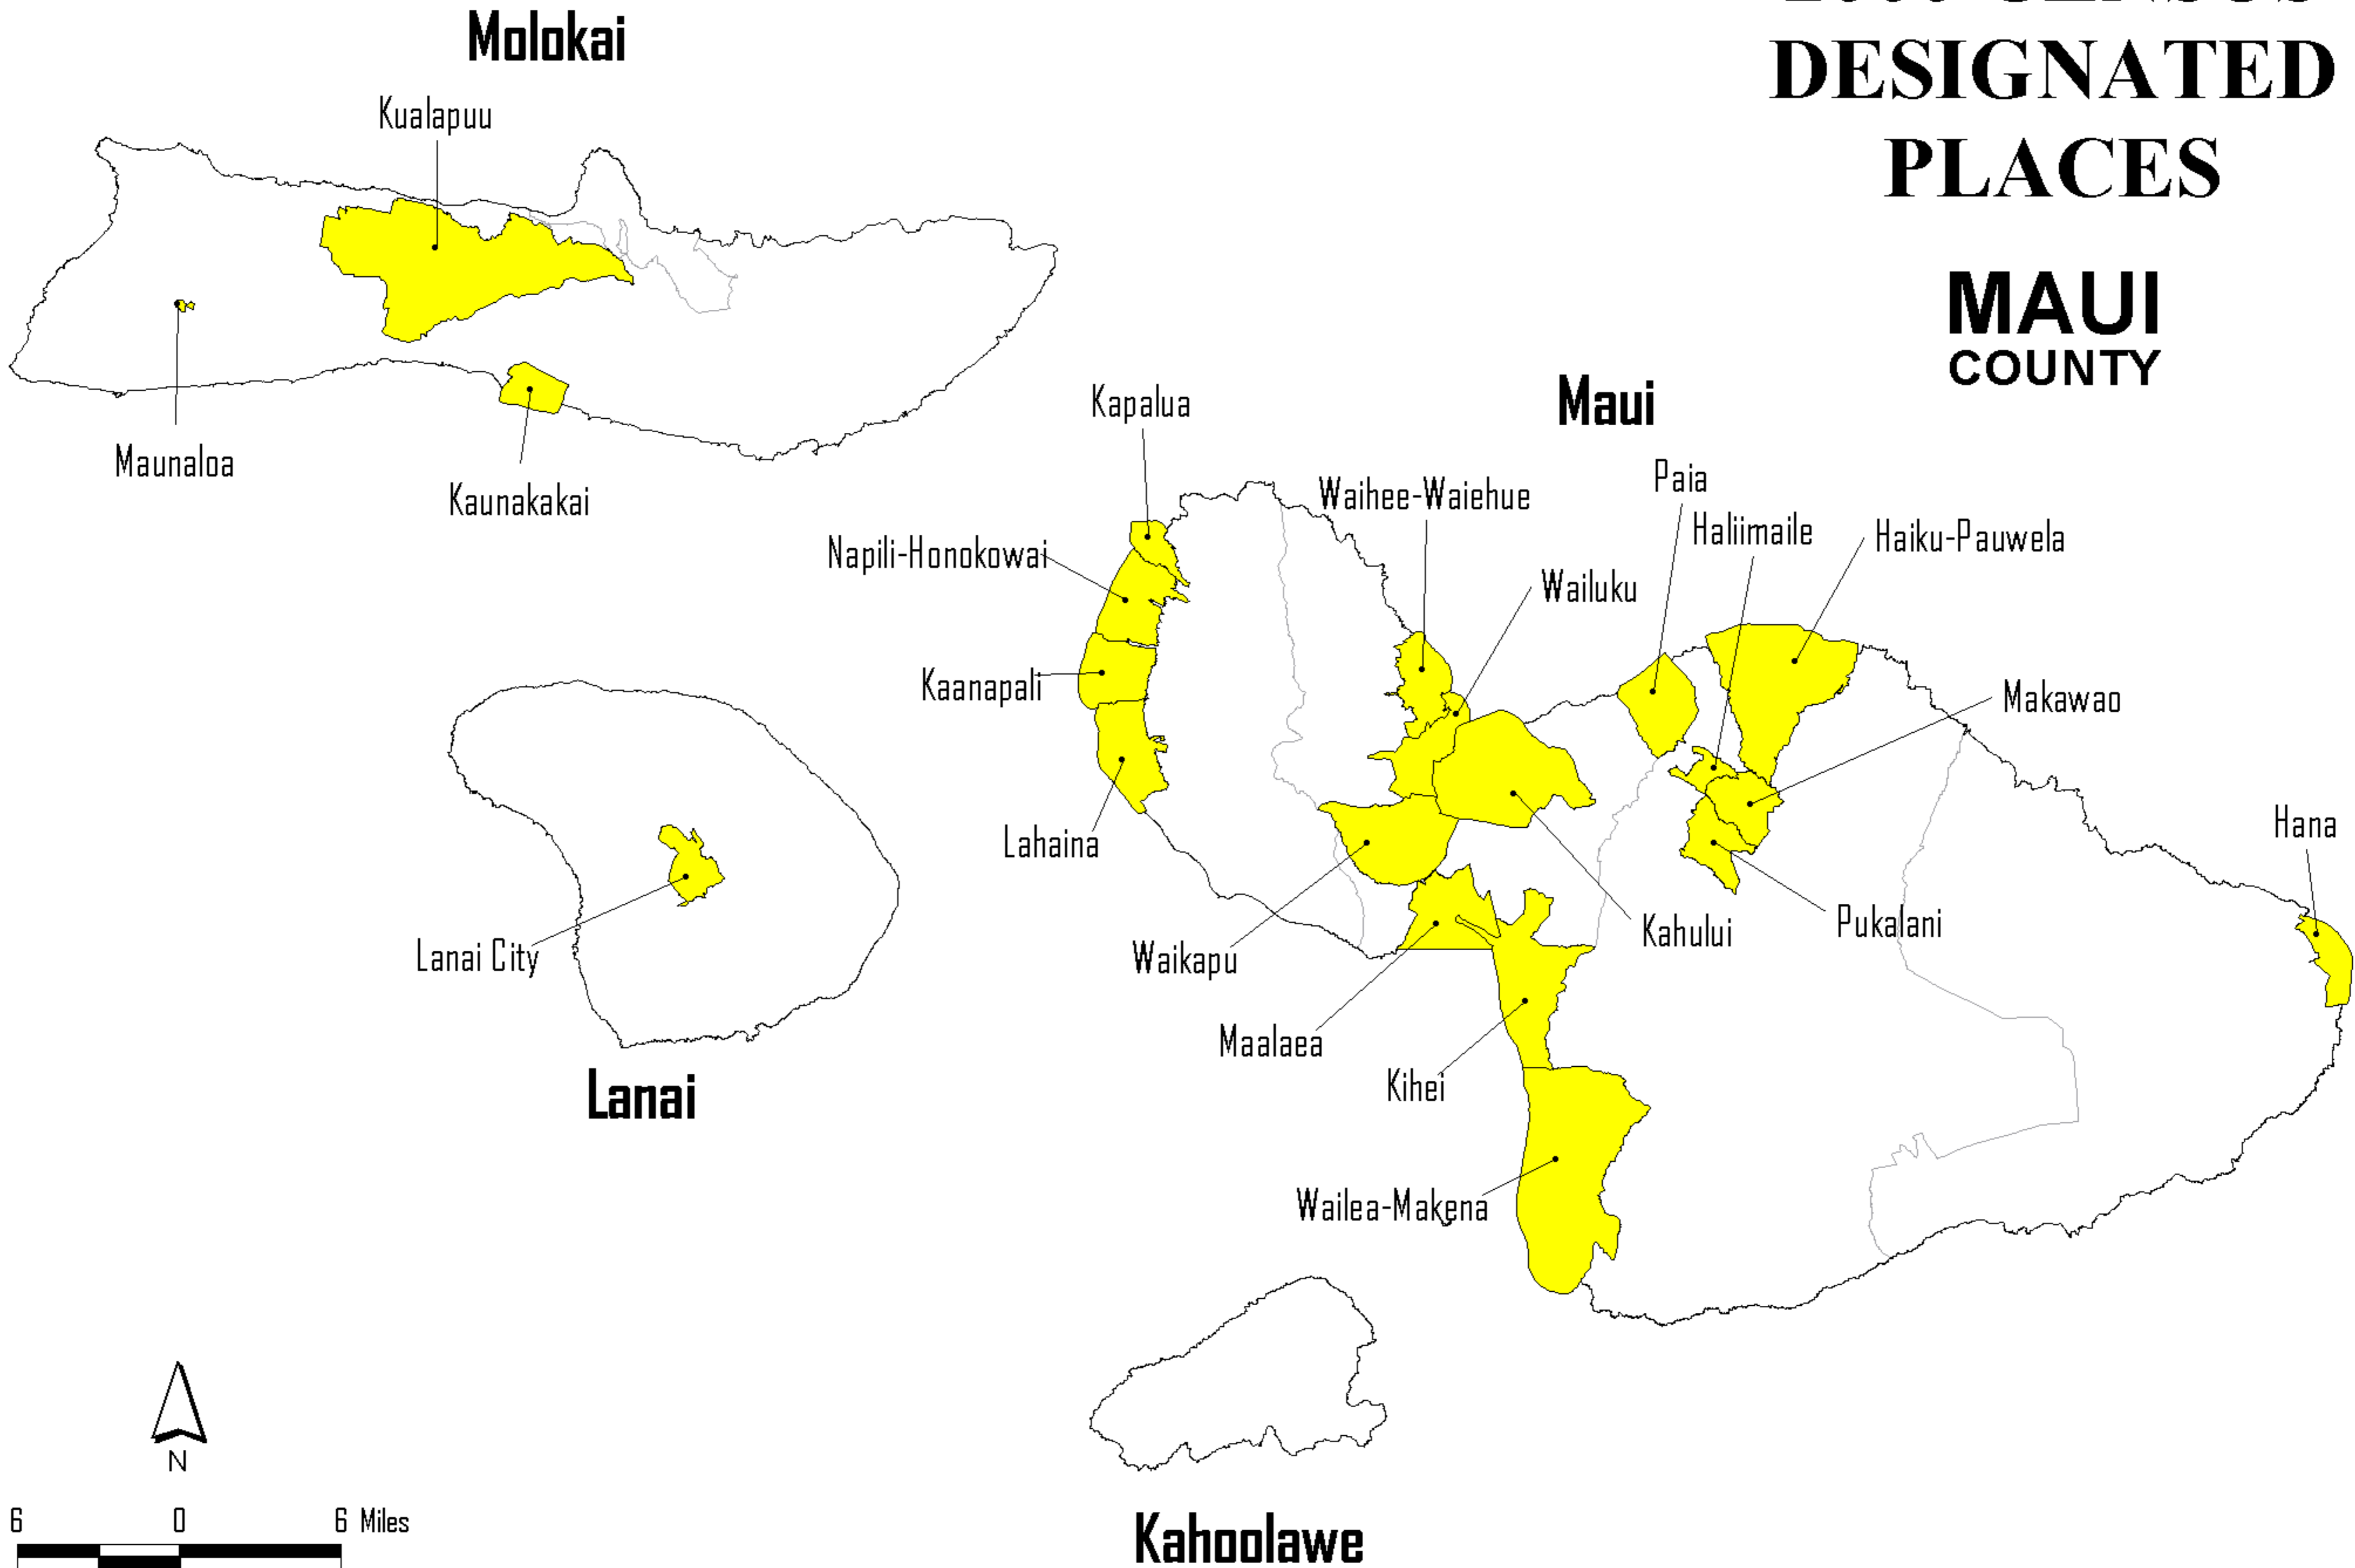 DESIGNATED
PLACES
MAUI
COUNTY
Molokai
Kualapuu
Maunaloa
Kaunakakai
Maui
Kapalua
Paia
Waihee-Waiehue
Haliimaile
Haiku-Pauwela
Napili-Honokowai
Wailuku
Kaanapali
Makawao
Lahaina
Hana
Pukalani
Kahului
Waikapu
Lanai City
Maalaea
Kihei
Lanai
Wailea-Makena
N
6 0 6 Miles
Kahoolawe